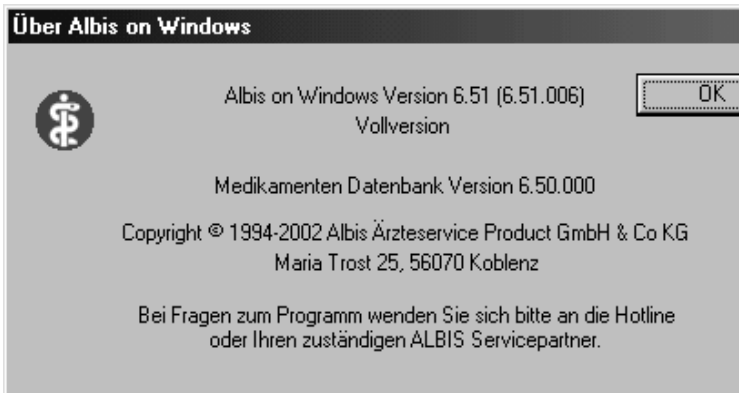 Über Albis on Windows
Albis on Windows Version 6.51 (6.51.006)
OK
Vollversion
Medikamenten Datenbank Version 6.50.000
Copyright © 1994-2002 Albis Ärzteservice Product GmbH & Co KG
Maria Trost 25, 56070 Koblenz
Bei Fragen zum Programm wenden Sie sich bitte an die Hotline
oder Ihren zuständigen ALBIS Servicepartner.